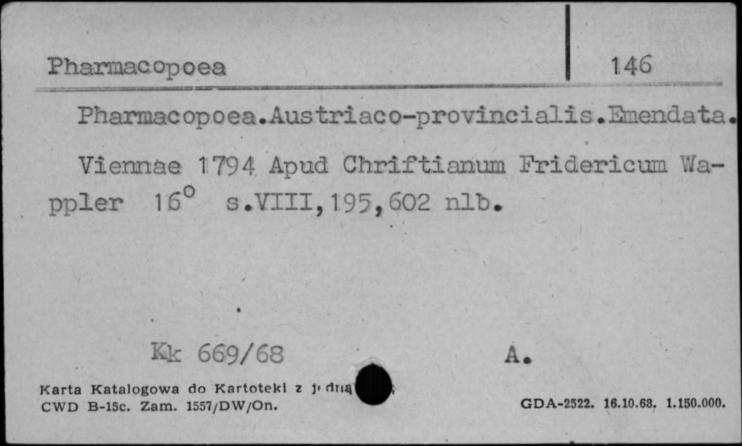 Pharmacopoea 146
Pharmacopoea.Austriaco-provincialis.Emendata.
Viennae 1794 Apud Chriftianum Fridericum Wa-
ppler 16° s.VIII,195,602 nlb.
Kk 669/68 A.
Karta Katalogowa do Kartoteki z
CWD B-15c. Zam. 1557/DW/On. GDA-2522. 16.10.68. 1.150.000.